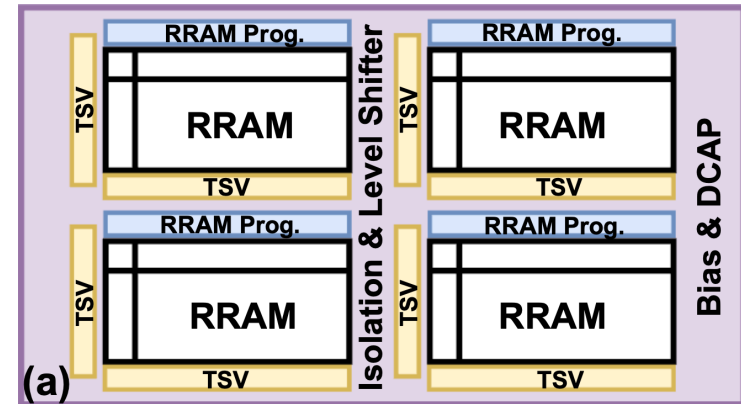 RRAM Prog.
RRAM Prog.
TSV
RRAM
TSV
RRAM
TSV
TSV
Isolation & Level Shifter
Bias & DCAP
RRAM Prog.
RRAM Prog.
TSV
RRAM
TSV
RRAM
TSV
TSV
(a)